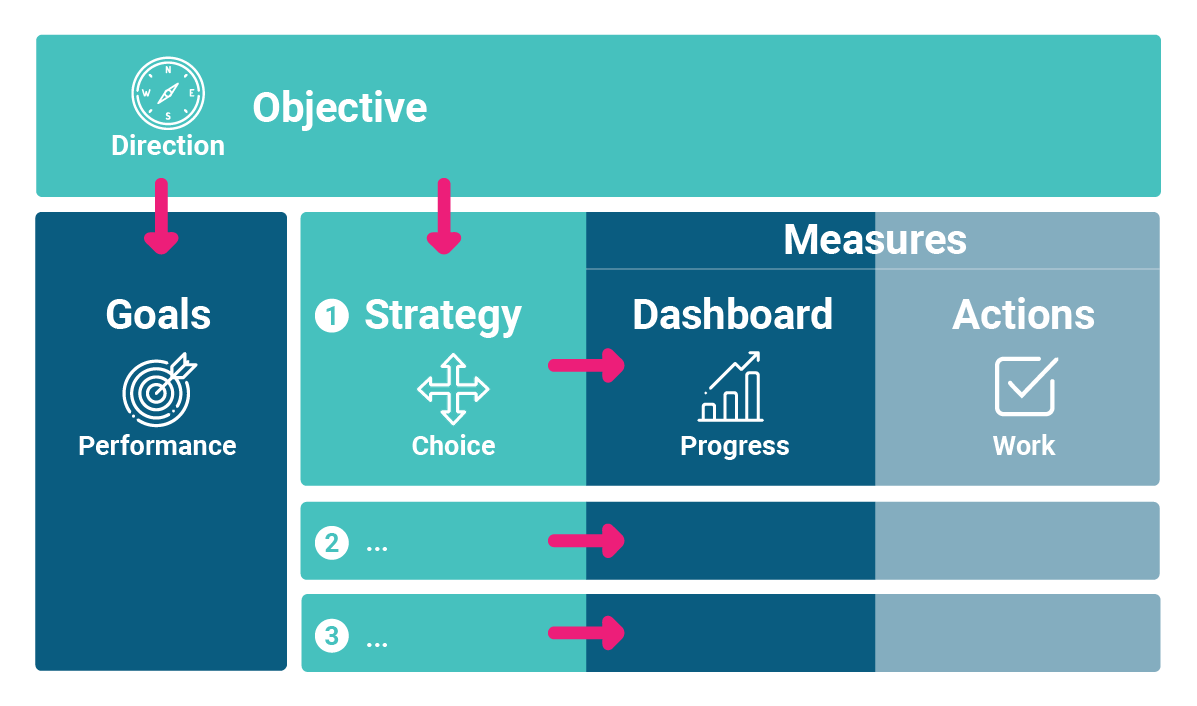 N
W E
S
Direction
Objective
Goals
Performance
Measures
1 Strategy
Choice
Dashboard
Progress
Actions
Work
2 ...
3 ...